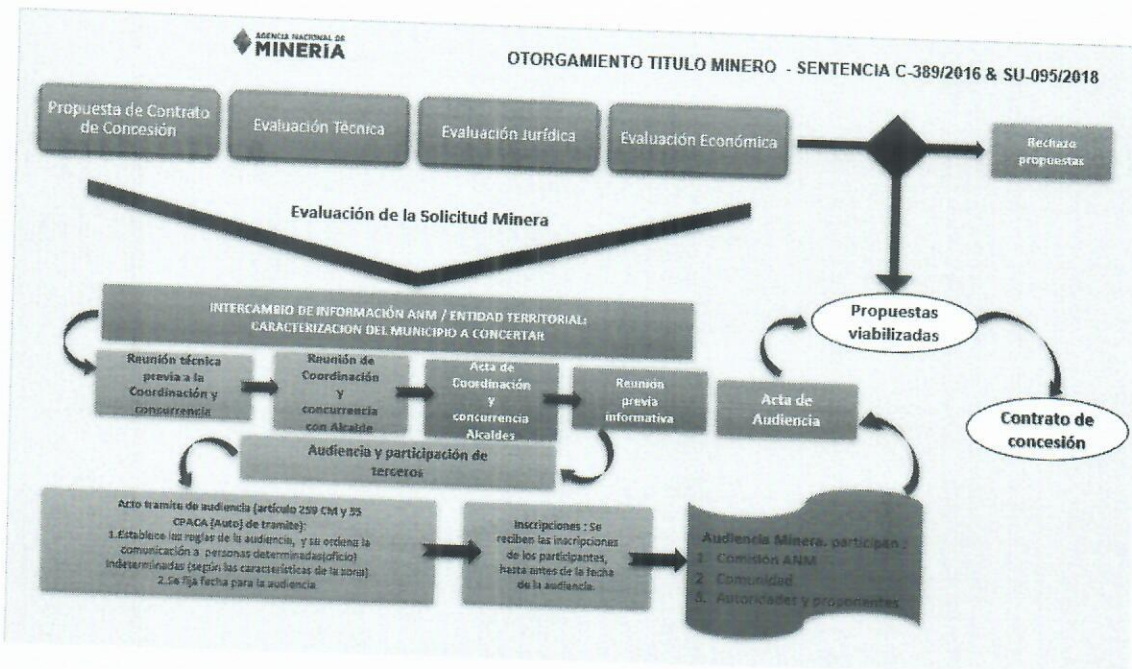 AGENCIA NACIONAL DE
MINERÍA
OTORGAMIENTO TITULO MINERO - SENTENCIA C-389/2016 & SU-095/2018
Propuesta de Contrato
de Concesión
Evaluación Técnica
Evaluación Jurídica
Evaluación Económica
Rechazo
propuestas
Evaluación de la Solicitud Minera
INTERCAMBIO DE INFORMACIÓN ANM / ENTIDAD TERRITORIAL:
CARACTERIZACION DEL MUNICIPIO A CONCERTAR
Propuestas
viabilizadas
Reunión técnica
previa a la
Coordinación y
concurrencia
Reunión de
Coordinación
y
concurrencia
con Alcalde
Acta de
Coordinación
y
concurrencia
Alcaldes
Reunión
previa
informativa
Acta de
Audiencia
Contrato de
concesión
Audiencia y participación de
terceros
Acto tramite de audiencia (artículo 259 CM y 35
CPACA (Auto) de tramite):
1.Establece las reglas de la audiencia, y se ordena la
comunicación a personas determinadas(oficio)
indeterminadas (según las características de la zona)
2.Se fija fecha para la audiencia
Inscripciones : Se
reciben las inscripciones
de los participantes,
hasta antes de la fecha
de la audiencia.
Audiencia Minera. participan :
1. Comisión ANM
2 Comunidad
3. Autoridades y proponentes